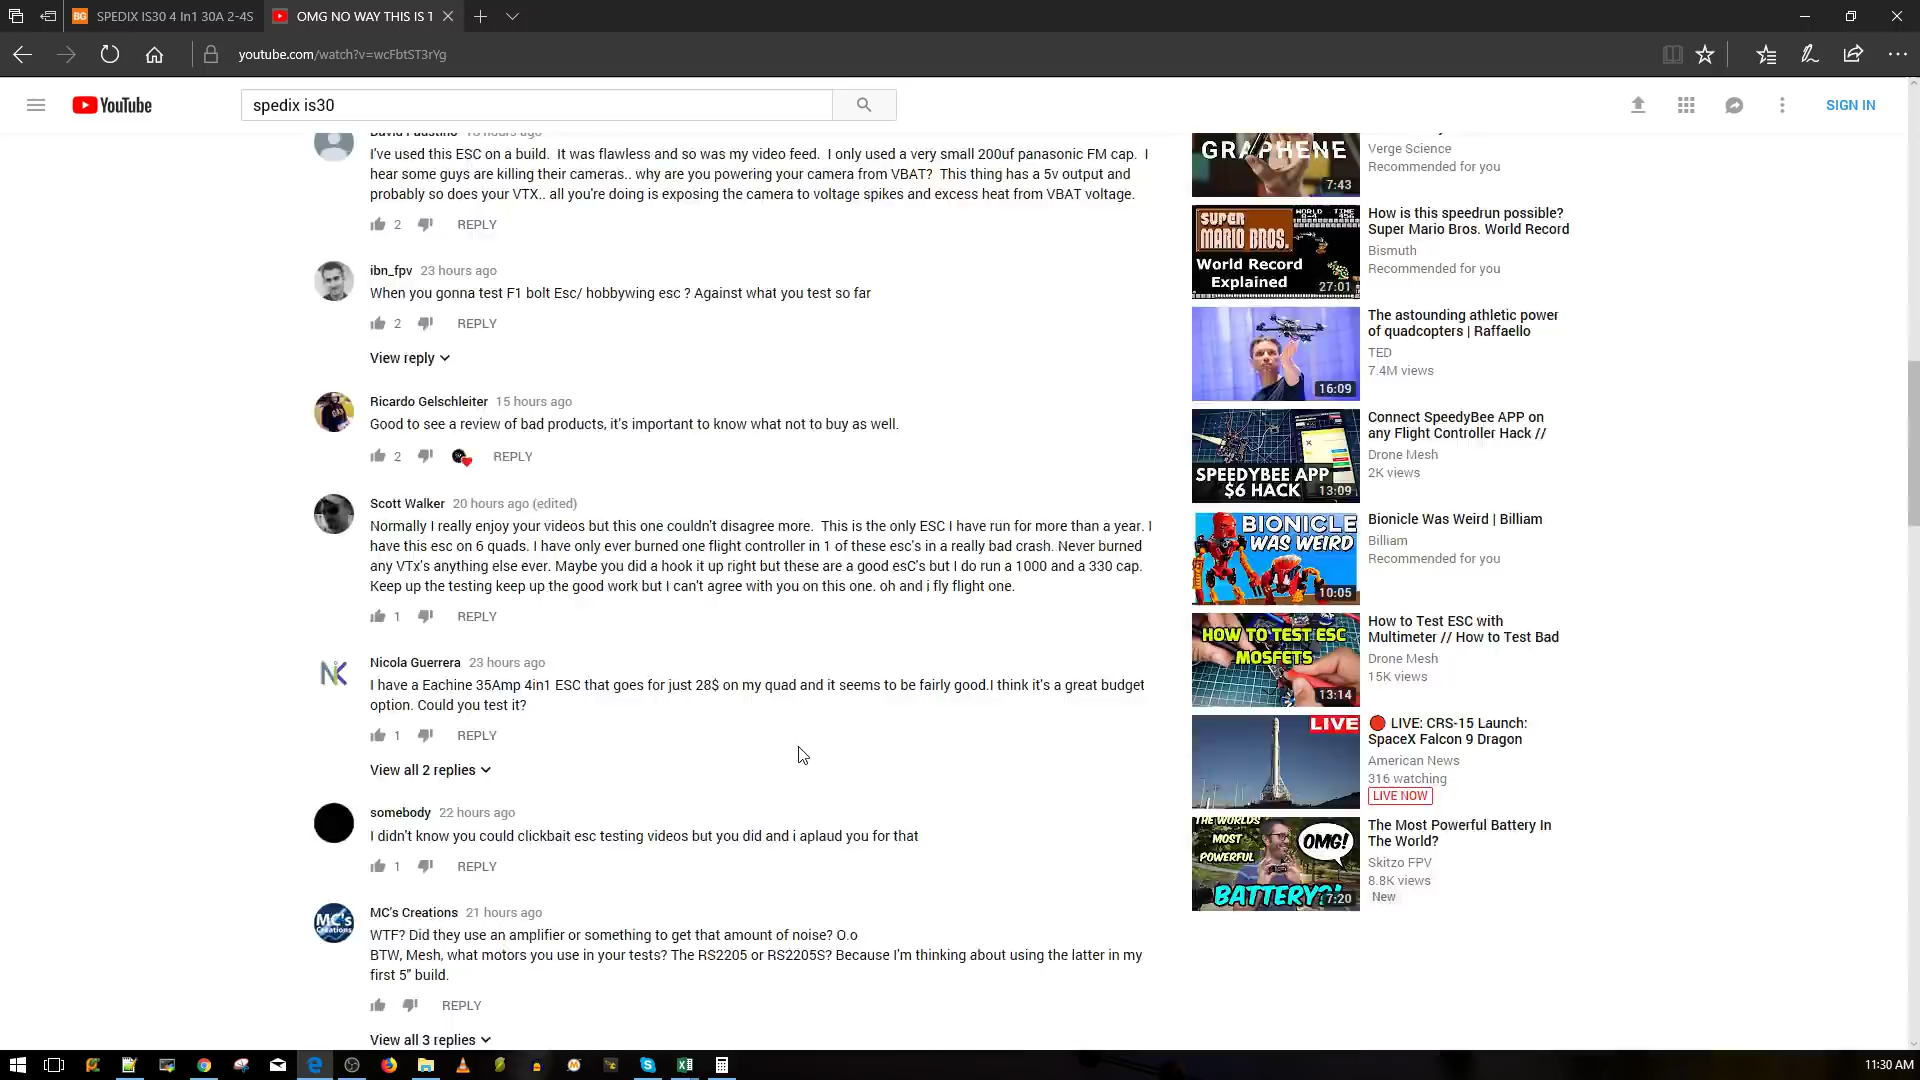 SPEDIX IS30 4 In1 30A 2-4S
OMG NO WAY THIS IS 1
youtube.com/watch?v=wcFbtST3rYg
YouTube
spedix is30
SIGN IN
David Faustino 18 hours ago
I've used this ESC on a build.  It was flawless and so was my video feed.  I only used a very small 200uf panasonic FM cap.  I
hear some guys are killing their cameras.. why are you powering your camera from VBAT?  This thing has a 5v output and
probably so does your VTX.. all you're doing is exposing the camera to voltage spikes and excess heat from VBAT voltage.
2 REPLY
ibn_fpv 23 hours ago
When you gonna test F1 bolt Esc/ hobbywing esc ? Against what you test so far
2 REPLY
View reply
Ricardo Gelschleiter 15 hours ago
Good to see a review of bad products, it's important to know what not to buy as well.
2 REPLY
Scott Walker 20 hours ago (edited)
Normally I really enjoy your videos but this one couldn't disagree more.  This is the only ESC I have run for more than a year. I
have this esc on 6 quads. I have only ever burned one flight controller in 1 of these esc's in a really bad crash. Never burned
any VTx's anything else ever. Maybe you did a hook it up right but these are a good esC's but I do run a 1000 and a 330 cap.
Keep up the testing keep up the good work but I can't agree with you on this one. oh and i fly flight one.
1 REPLY
Nicola Guerrera 23 hours ago
I have a Eachine 35Amp 4in1 ESC that goes for just 28$ on my quad and it seems to be fairly good.I think it's a great budget
option. Could you test it?
1 REPLY
View all 2 replies
somebody 22 hours ago
I didn't know you could clickbait esc testing videos but you did and i aplaud you for that
1 REPLY
MC's Creations 21 hours ago
WTF? Did they use an amplifier or something to get that amount of noise? O.o
BTW, Mesh, what motors you use in your tests? The RS2205 or RS2205S? Because I'm thinking about using the latter in my
first 5" build.
REPLY
View all 3 replies
GRAPHENE
7:43
Verge Science
Recommended for you
SUPER
MARIO BROS.
WORLD TIME
World Record
Explained
27:01
How is this speedrun possible?
Super Mario Bros. World Record
Bismuth
Recommended for you
16:09
The astounding athletic power
of quadcopters | Raffaello
TED
7.4M views
SPEEDYBEE APP
$6 HACK
13:09
Connect SpeedyBee APP on
any Flight Controller Hack //
Drone Mesh
2K views
BIONICLE
WAS WEIRD
10:05
Bionicle Was Weird | Billiam
Billiam
Recommended for you
HOW TO TEST ESC
MOSFETS
13:14
How to Test ESC with
Multimeter // How to Test Bad
Drone Mesh
15K views
LIVE
LIVE: CRS-15 Launch:
SpaceX Falcon 9 Dragon
American News
316 watching
LIVE NOW
THE WORLDS
MOST
POWERFUL
OMG!
BATTERY?!
7:20
The Most Powerful Battery In
The World?
Skitzo FPV
8.8K views
New
11:30 AM